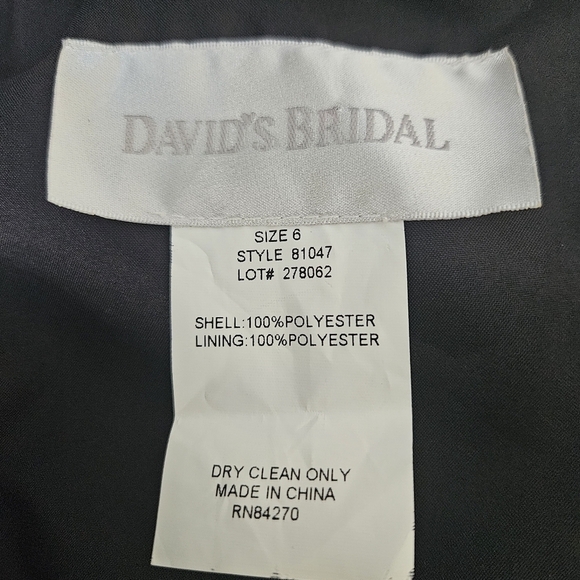 DAVID'S BRIDAL
SIZE 6
STYLE 81047
LOT# 278062
SHELL:100%POLYESTER
LINING:100%POLYESTER
DRY CLEAN ONLY
MADE IN CHINA
RN84270